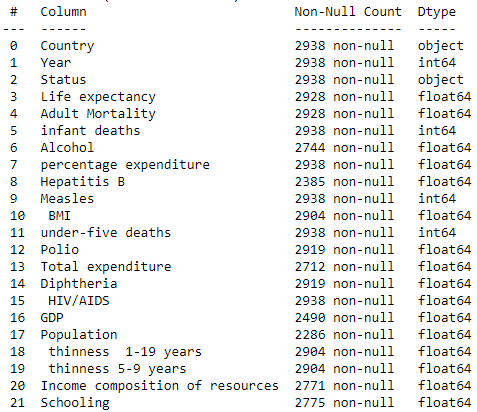 #   Column                           Non-Null Count  Dtype
---  ------                           --------------  -----
0   Country                          2938 non-null   object
1   Year                             2938 non-null   int64
2   Status                           2938 non-null   object
3   Life expectancy                  2928 non-null   float64
4   Adult Mortality                  2928 non-null   float64
5   infant deaths                    2938 non-null   int64
6   Alcohol                          2744 non-null   float64
7   percentage expenditure           2938 non-null   float64
8   Hepatitis B                      2385 non-null   float64
9   Measles                          2938 non-null   int64
10   BMI                             2904 non-null   float64
11  under-five deaths                2938 non-null   int64
12  Polio                            2919 non-null   float64
13  Total expenditure                2712 non-null   float64
14  Diphtheria                       2919 non-null   float64
15   HIV/AIDS                        2938 non-null   float64
16  GDP                              2490 non-null   float64
17  Population                       2286 non-null   float64
18   thinness  1-19 years            2904 non-null   float64
19   thinness 5-9 years              2904 non-null   float64
20  Income composition of resources  2771 non-null   float64
21  Schooling                        2775 non-null   float64